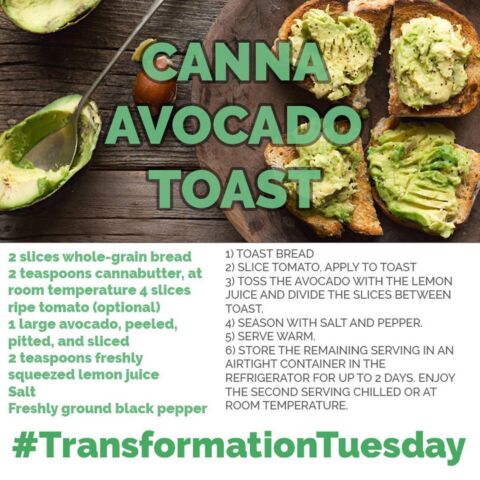 CANNA
AVOCADO
TOAST
2 slices whole-grain bread
2 teaspoons cannabutter, at
room temperature 4 slices
ripe tomato (optional)
1 large avocado, peeled,
pitted, and sliced
2 teaspoons freshly
squeezed lemon juice
Salt
Freshly ground black pepper
1) TOAST BREAD
2) SLICE TOMATO, APPLY TO TOAST
3) TOSS THE AVOCADO WITH THE LEMON
JUICE AND DIVIDE THE SLICES BETWEEN
TOAST.
4) SEASON WITH SALT AND PEPPER.
5) SERVE WARM.
6) STORE THE REMAINING SERVING IN AN
AIRTIGHT CONTAINER IN THE
REFRIGERATOR FOR UP TO 2 DAYS. ENJOY
THE SECOND SERVING CHILLED OR AT
ROOM TEMPERATURE.
#TransformationTuesday